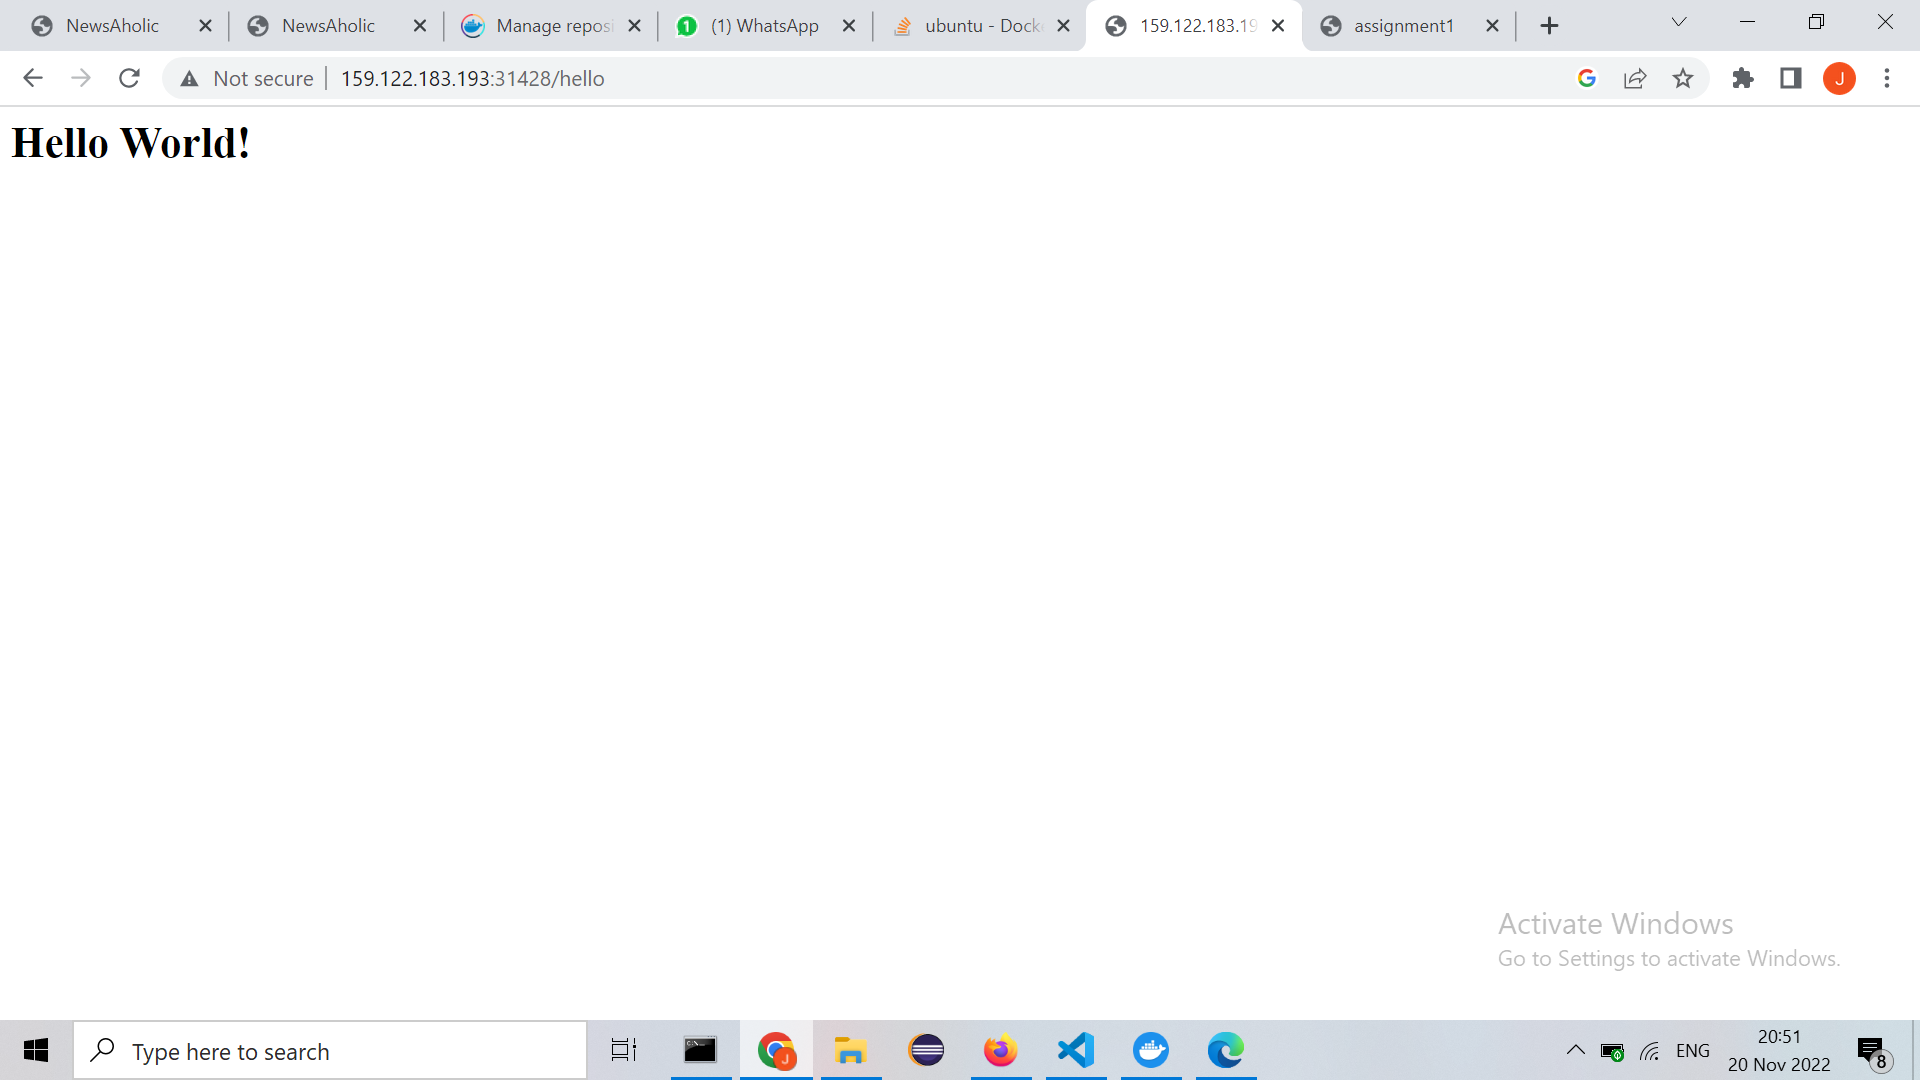 NewsAholic
NewsAholic
Manage reposi
(1) WhatsApp
ubuntu - Docke
159.122.183.19
assignment1
Not secure
159.122.183.193:31428/hello
J
Hello World!
Activate Windows
Go to Settings to activate Windows.
Type here to search
J
ENG
20:51
20 Nov 2022
8